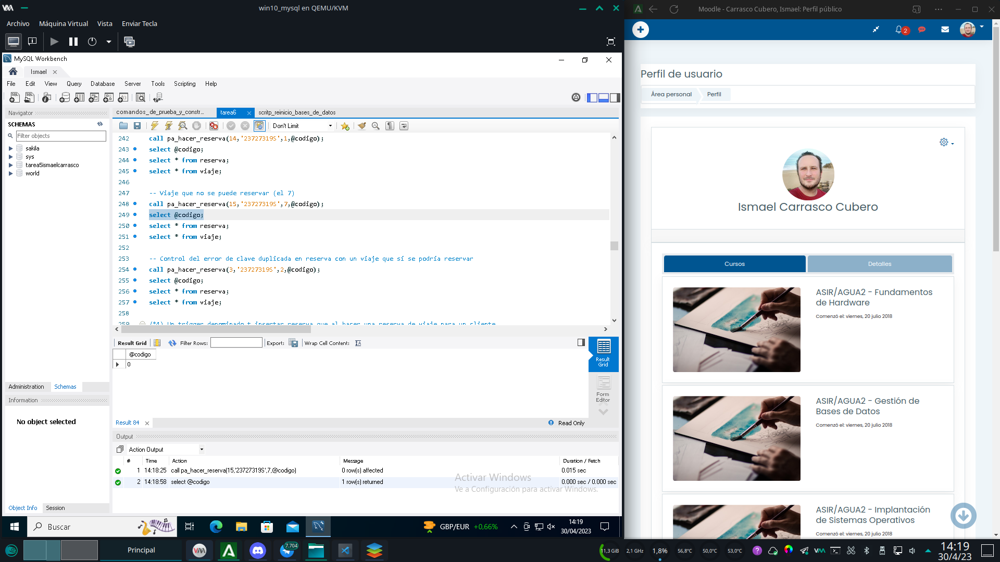 win10_mysql en QEMU/KVM
Archivo Máquina Virtual Vista Enviar Tecla
MySQL Workbench
Ismael
File Edit View Query Database Server Tools Scripting Help
Navigator
SCHEMAS
Filter objects
sakila
sys
tarea5ismaelcarrasco
world
Administration Schemas
Information
No object selected
Object Info Session
comandos_de_prueba_y_constr... tarea6 scritp_reinicio_bases_de_datos
Don't Limit
242 call pa_hacer_reserva(14,'23727319S',1,@codigo);
243 select @codigo;
244 select * from reserva;
245 select * from viaje;
246
247 -- Viaje que no se puede reservar (el 7)
248 call pa_hacer_reserva(15,'23727319S',7,@codigo);
249 select @codigo;
250 select * from reserva;
251 select * from viaje;
252
253 -- Control del error de clave duplicada en reserva con un viaje que sí se podría reservar
254 call pa_hacer_reserva(3,'23727319S',2,@codigo);
255 select @codigo;
256 select * from reserva;
257 select * from viaje;
258
259 (*4) Un trigger denominado t_insertar_reserva que al hacer una reserva de viaje para un cliente
Result Grid Filter Rows: Export: Wrap Cell Content:
@codigo
0
Result Grid
Form Editor
Result 84
Read Only
Output
Action Output
# Time Action Message Duration / Fetch
1 14:18:25 call pa_hacer_reserva(15,'23727319S',7,@codigo) 0 row(s) affected 0.015 sec
2 14:18:58 select @codigo 1 row(s) returned 0.000 sec / 0.000 sec
Activar Windows
Ve a Configuración para activar Windows.
Buscar
GBP/EUR +0,66%
14:19
30/04/2023
Moodle - Carrasco Cubero, Ismael: Perfil público
2
Perfil de usuario
Área personal Perfil
Ismael Carrasco Cubero
Cursos Detalles
ASIR/AGUA2 - Fundamentos
de Hardware
Comenzó el: viernes, 20 julio 2018
ASIR/AGUA2 - Gestión de
Bases de Datos
Comenzó el: viernes, 20 julio 2018
ASIR/AGUA2 - Implantación
de Sistemas Operativos
Comenzó el: viernes, 20 julio 2018
Principal
7.704
11,3 GiB 2,1 GHz 1,8% 56,8°C 50,0°C 53,0°C
14:19
30/4/23